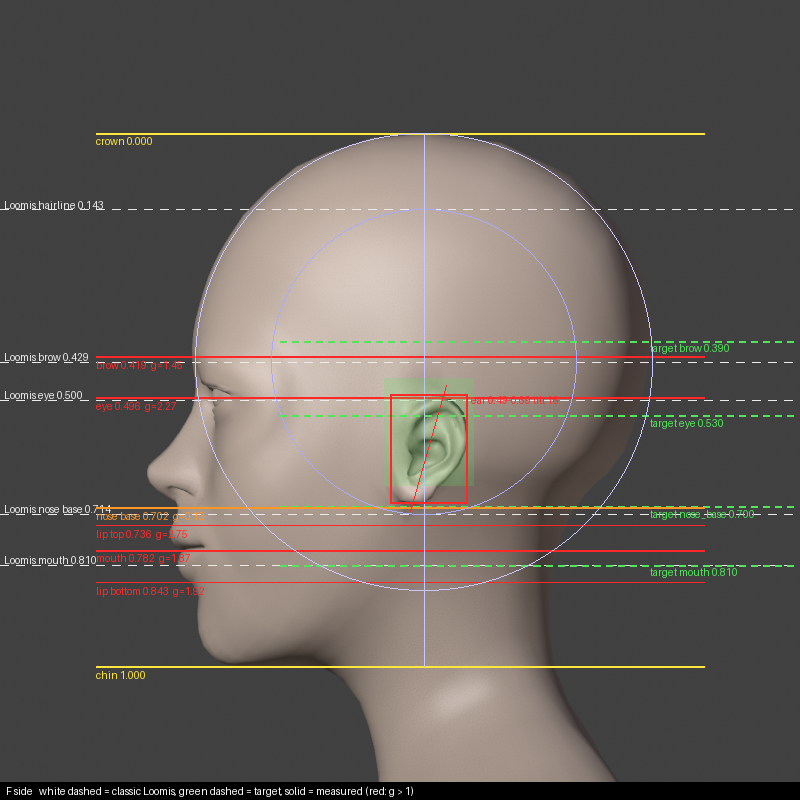 crown 0.000
Loomis hairline 0.143
target brow 0.390
Loomis brow 0.429
brow 0.419 g=1.45
Loomis eye 0.500
eye 0.496 g=2.27
target eye 0.530
Loomis nose base 0.714
nose base 0.702
target nose_base 0.700
lip top 0.736
mouth 0.782
Loomis mouth 0.810
target mouth 0.810
lip bottom 0.843
chin 1.000
F side white dashed = classic Loomis, green dashed = target, solid = measured (red: g > 1)